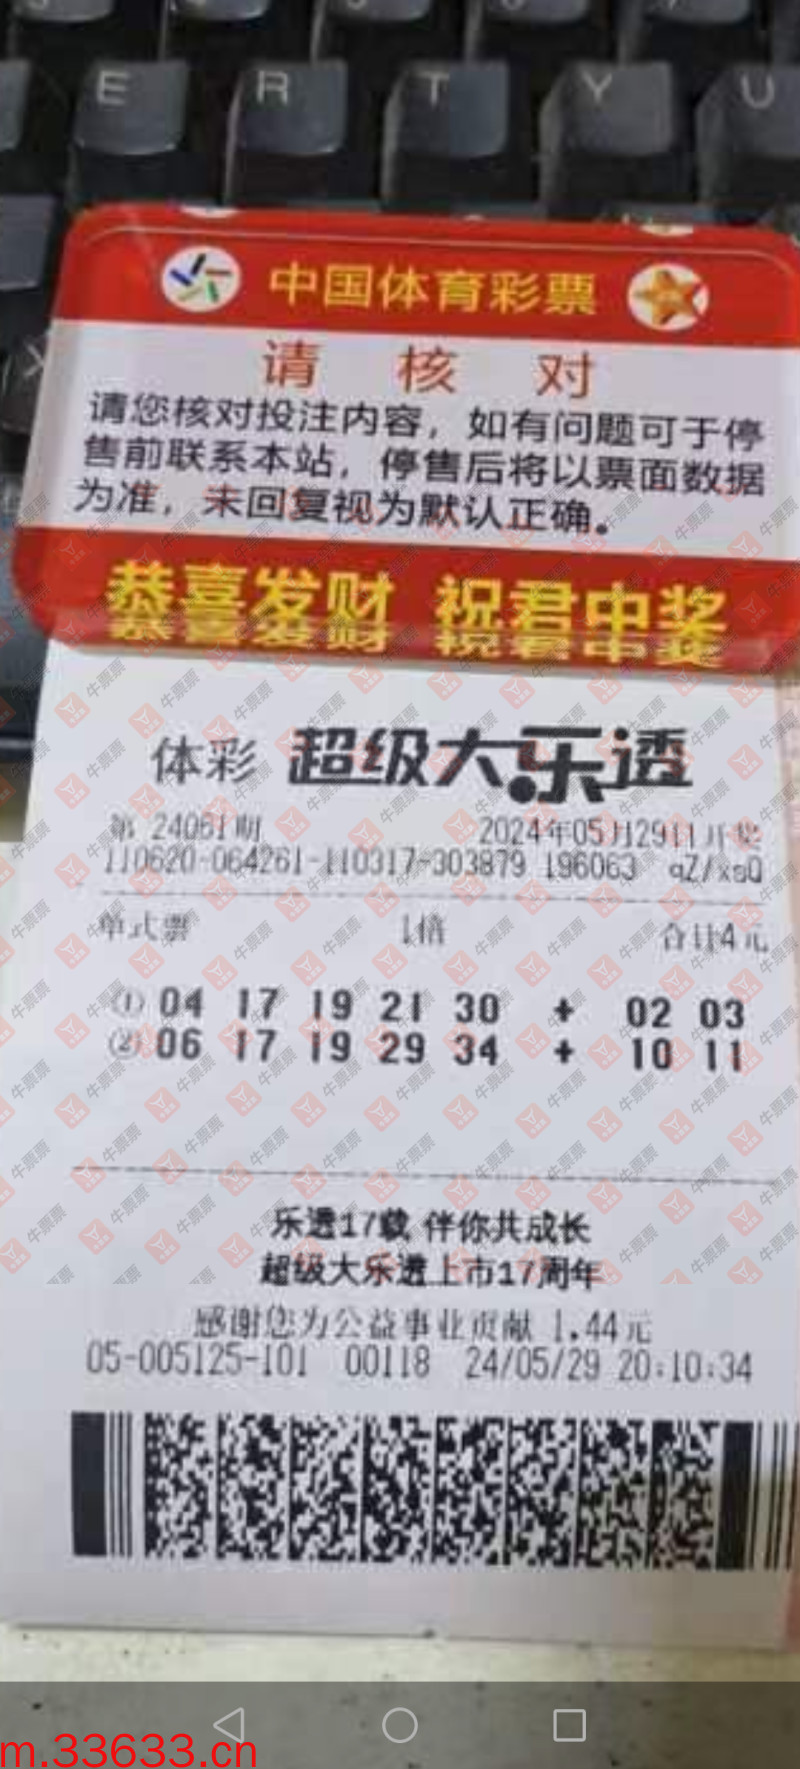 E R T Y U
中国体育彩票
请 核 对
请您核对投注内容，如有问题可于停
售前联系本站，停售后将以票面数据
为准，未回复视为默认正确。
恭喜发财 祝君中奖
体彩 超级大乐透
第 24061期 2024年05月29日开奖
110620-064261-110317-303879 196063 qZ/xsQ
单式票 1倍 合计4元
① 04 17 19 21 30 + 02 03
② 06 17 19 29 34 + 10 11
乐透17载 伴你共成长
超级大乐透上市17周年
感谢您为公益事业贡献 1.44元
05-005125-101 00118 24/05/29 20:10:34
牛票票
m.33633.cn